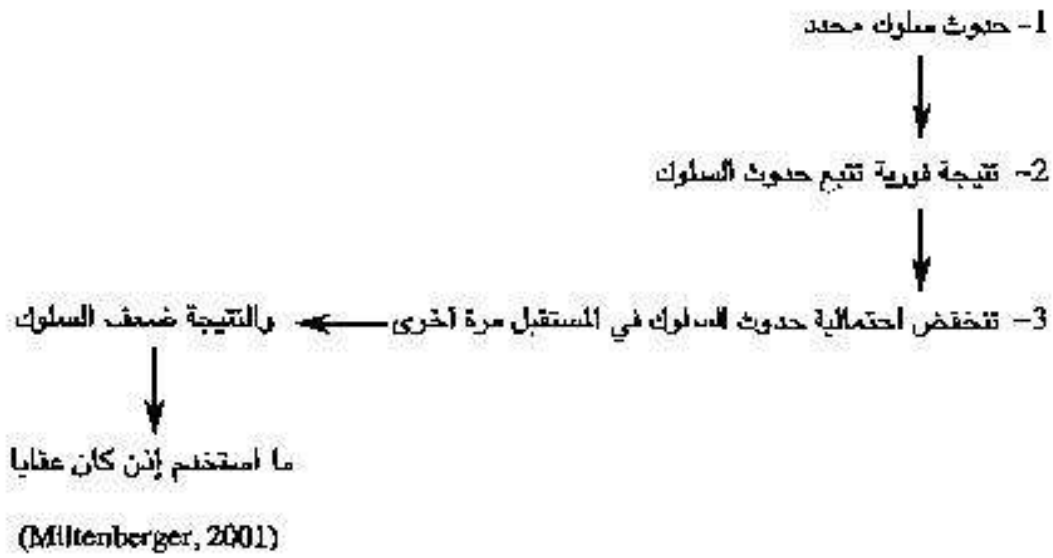 1- حدوث سلوك محدد
2- نتيجة فورية تتبع حدوث السلوك
3- تنخفض احتمالية حدوث السلوك في المستقبل مرة أخرى والنتيجة ضعف السلوك
ما استخدم إذن كان عقابا
(Miltenberger, 2001)